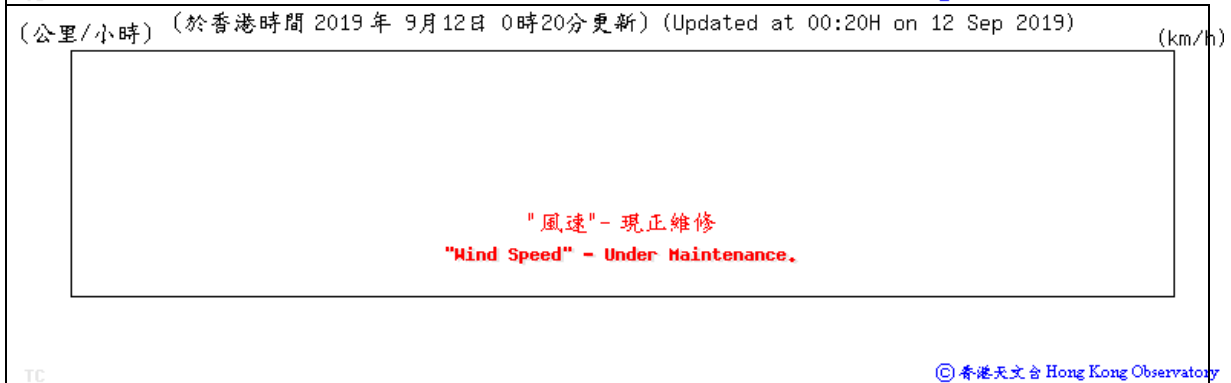 (於香港時間 2019 年 9月12日 0時20分更新) (Updated at 00:20H on 12 Sep 2019)
(公里/小時)
(km/h)
"風速"- 現正維修
"Wind Speed" - Under Maintenance.
TC
© 香港天文台 Hong Kong Observatory